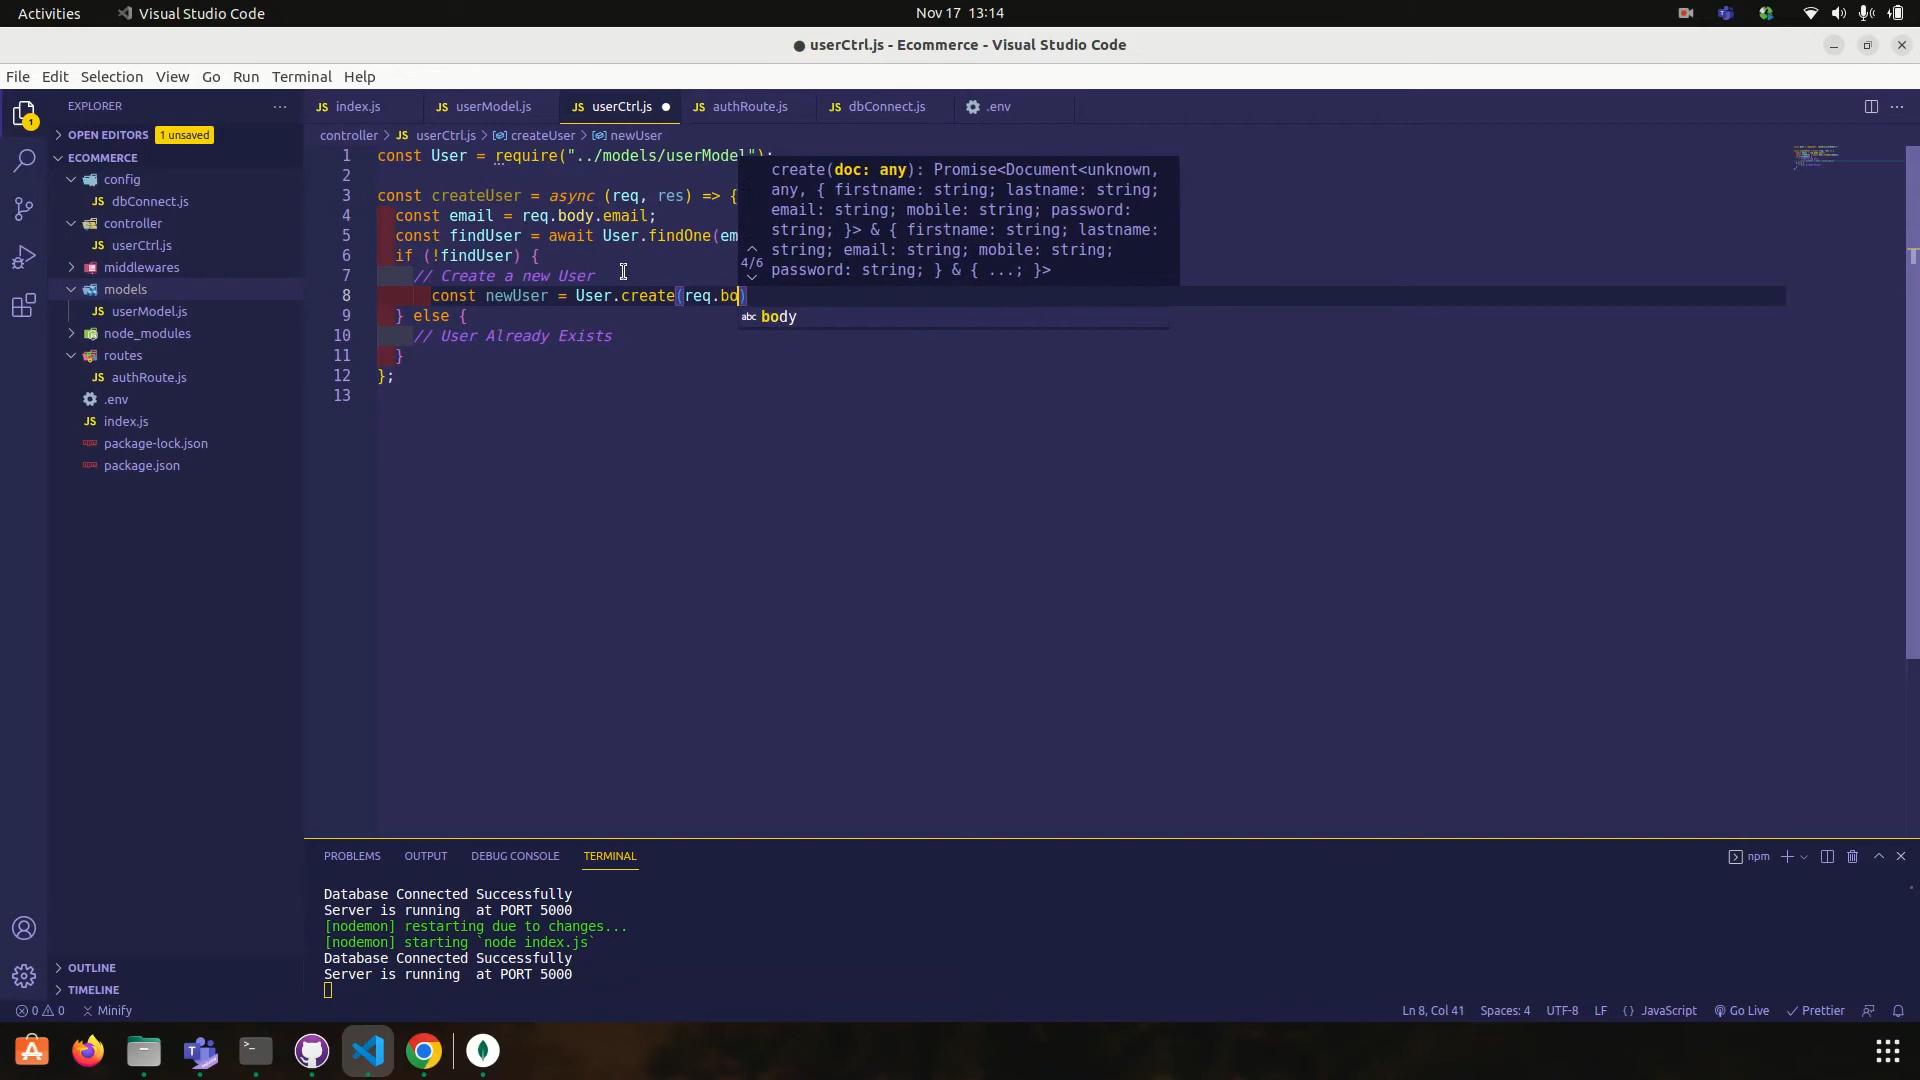 Activities Visual Studio Code Nov 17 13:14
● userCtrl.js - Ecommerce - Visual Studio Code
File Edit Selection View Go Run Terminal Help
EXPLORER ··· JS index.js JS userModel.js JS userCtrl.js ● JS authRoute.js JS dbConnect.js .env ···
OPEN EDITORS 1 unsaved
controller > JS userCtrl.js > createUser > newUser
ECOMMERCE
config
JS dbConnect.js
controller
JS userCtrl.js
middlewares
models
JS userModel.js
node_modules
routes
JS authRoute.js
.env
JS index.js
package-lock.json
package.json
OUTLINE
TIMELINE
1 const User = require("../models/userModel");
2
3 const createUser = async (req, res) => {
4 const email = req.body.email;
5 const findUser = await User.findOne(em
6 if (!findUser) {
7 // Create a new User
8 const newUser = User.create(req.bo)
9 } else {
10 // User Already Exists
11 }
12 };
13
create(doc: any): Promise<Document<unknown,
any, { firstname: string; lastname: string;
email: string; mobile: string; password:
string; }> & { firstname: string; lastname:
string; email: string; mobile: string;
password: string; } & { ...; }>
4/6
abc body
PROBLEMS OUTPUT DEBUG CONSOLE TERMINAL npm
Database Connected Successfully
Server is running  at PORT 5000
[nodemon] restarting due to changes...
[nodemon] starting `node index.js`
Database Connected Successfully
Server is running  at PORT 5000
0 0 Minify Ln 8, Col 41 Spaces: 4 UTF-8 LF {} JavaScript Go Live Prettier